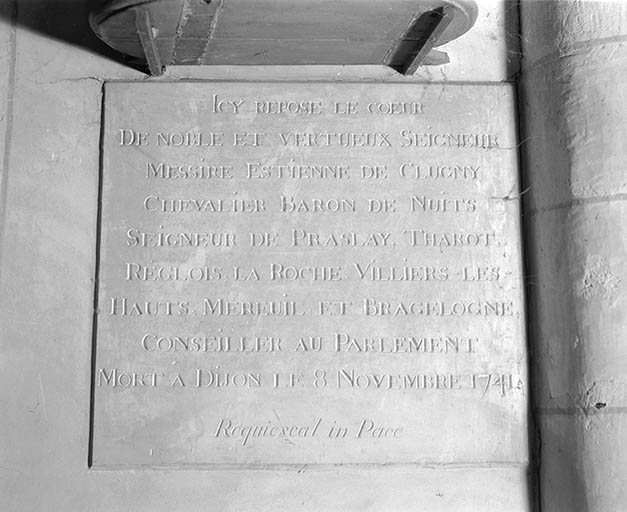 ICY REPOSE LE COEUR
DE NOBLE ET VERTUEUX SEIGNEUR
MESSIRE ESTIENNE DE CLUGNY
CHEVALIER BARON DE NUITS
SEIGNEUR DE PRASLAY, THAROT,
REGLOIS, LA ROCHE VILLIERS-LES-
HAUTS, MEREUIL, ET BRAGELOGNE,
CONSEILLER AU PARLEMENT
MORT A DIJON LE 8 NOVEMBRE 1741.
Requiescat in Pace